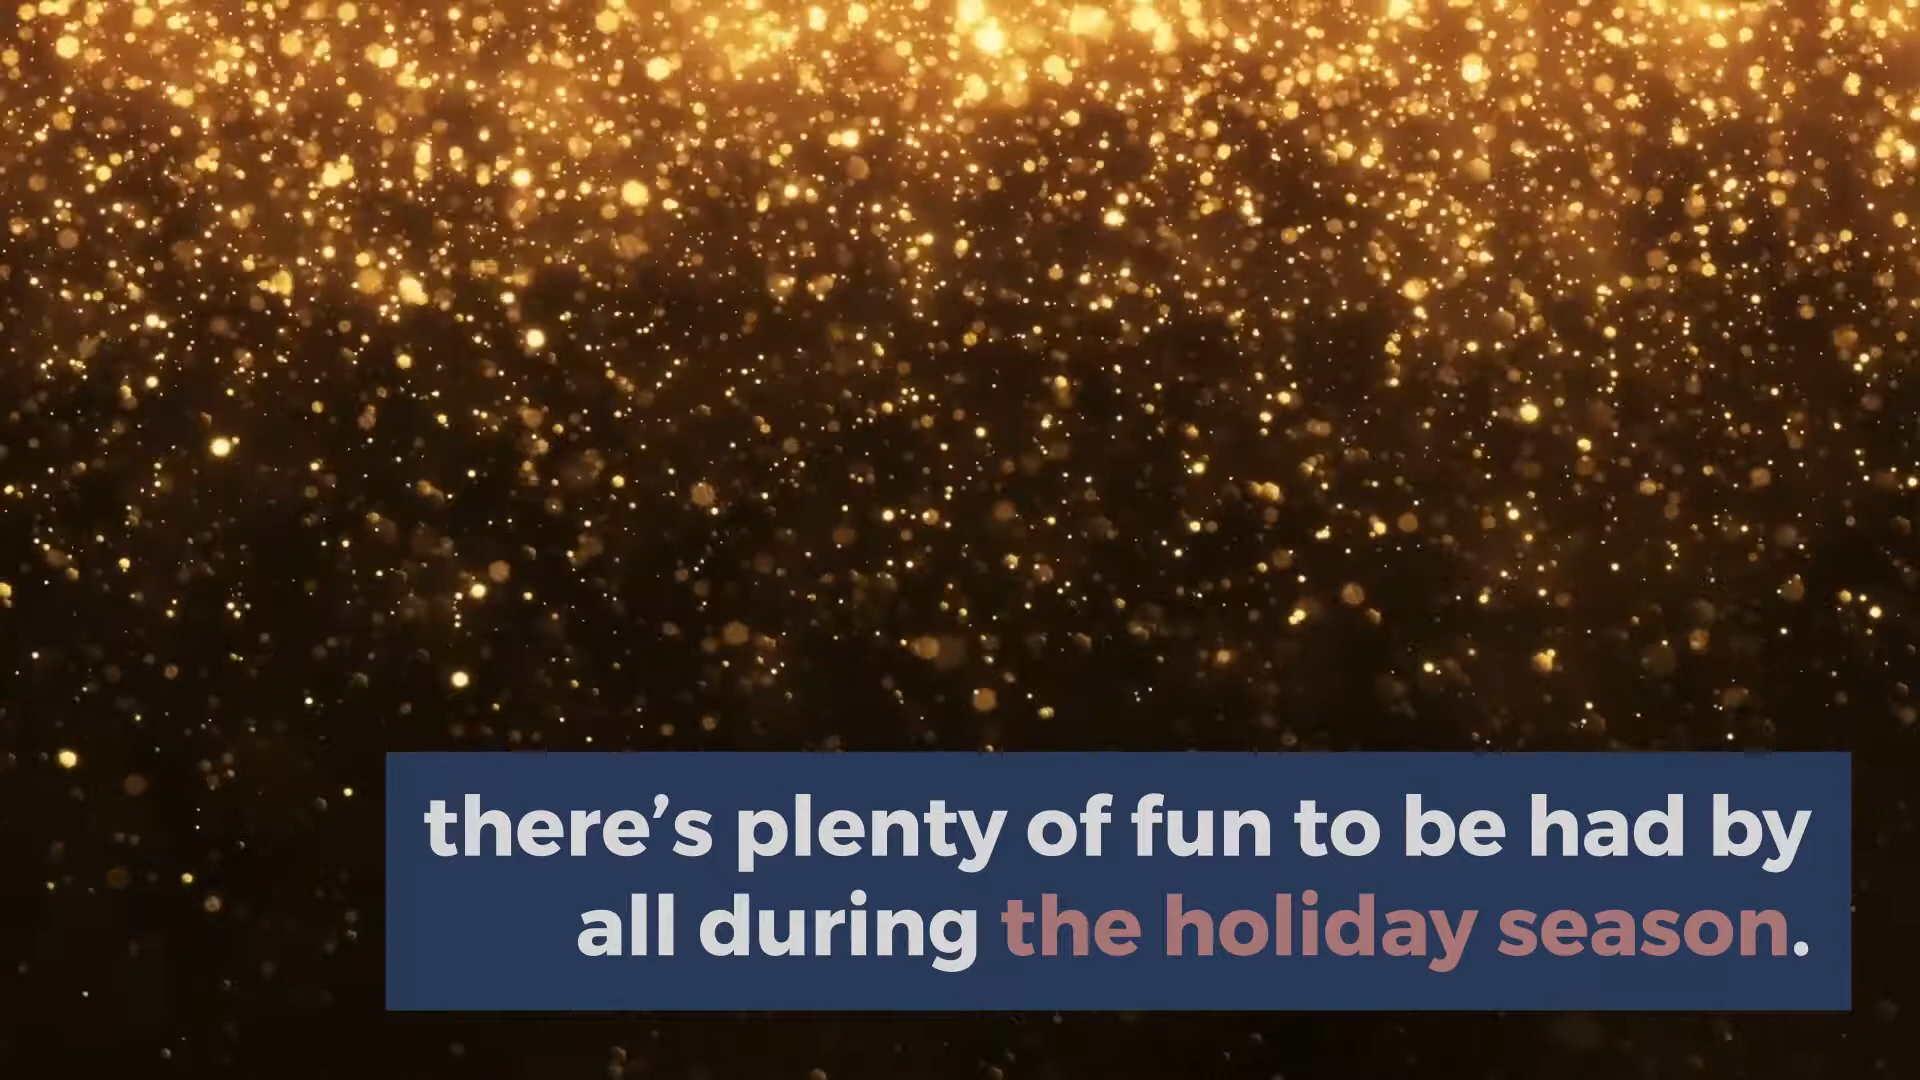 there’s plenty of fun to be had by
all during the holiday season.